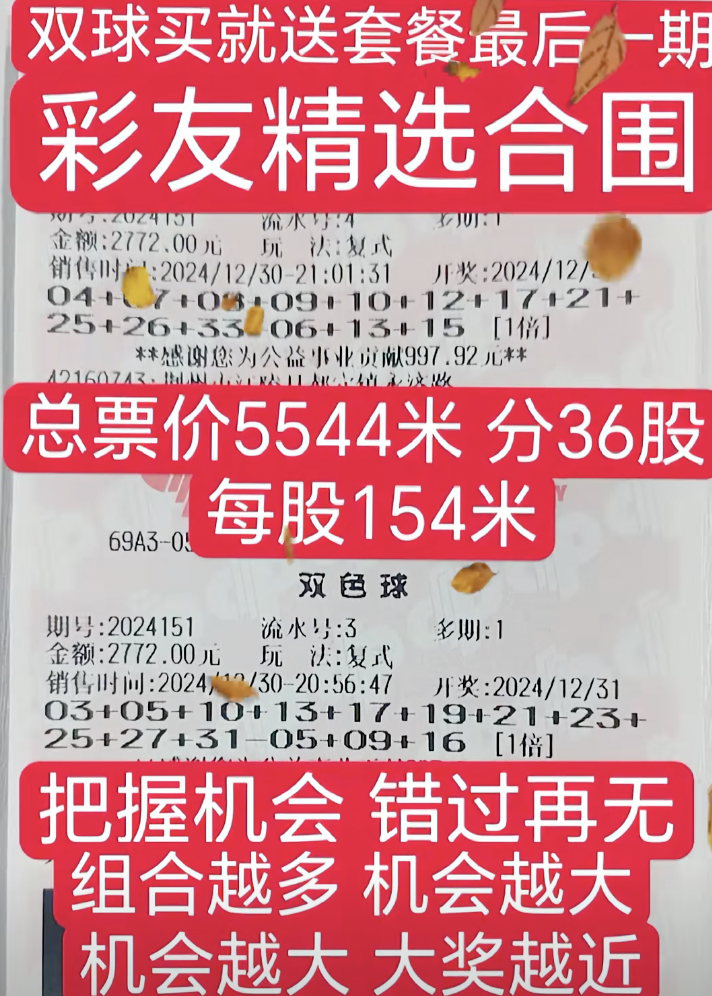 双球买就送套餐最后一期
彩友精选合围
期号:2024151 流水号:4 多期:1
金额:2772.00元 玩 法:复式
销售时间:2024/12/30-21:01:31 开奖:2024/12/
04+07+08+09+10+12+17+21+
25+26+33-06+13+15 [1倍]
**感谢您为公益事业贡献997.92元**
42160743:
总票价5544米 分36股
每股154米
69A3-05
双色球
期号:2024151 流水号:3 多期:1
金额:2772.00元 玩 法:复式
销售时间:2024/12/30-20:56:47 开奖:2024/12/31
03+05+10+13+17+19+21+23+
25+27+31-05+09+16 [1倍]
把握机会 错过再无
组合越多 机会越大
机会越大 大奖越近